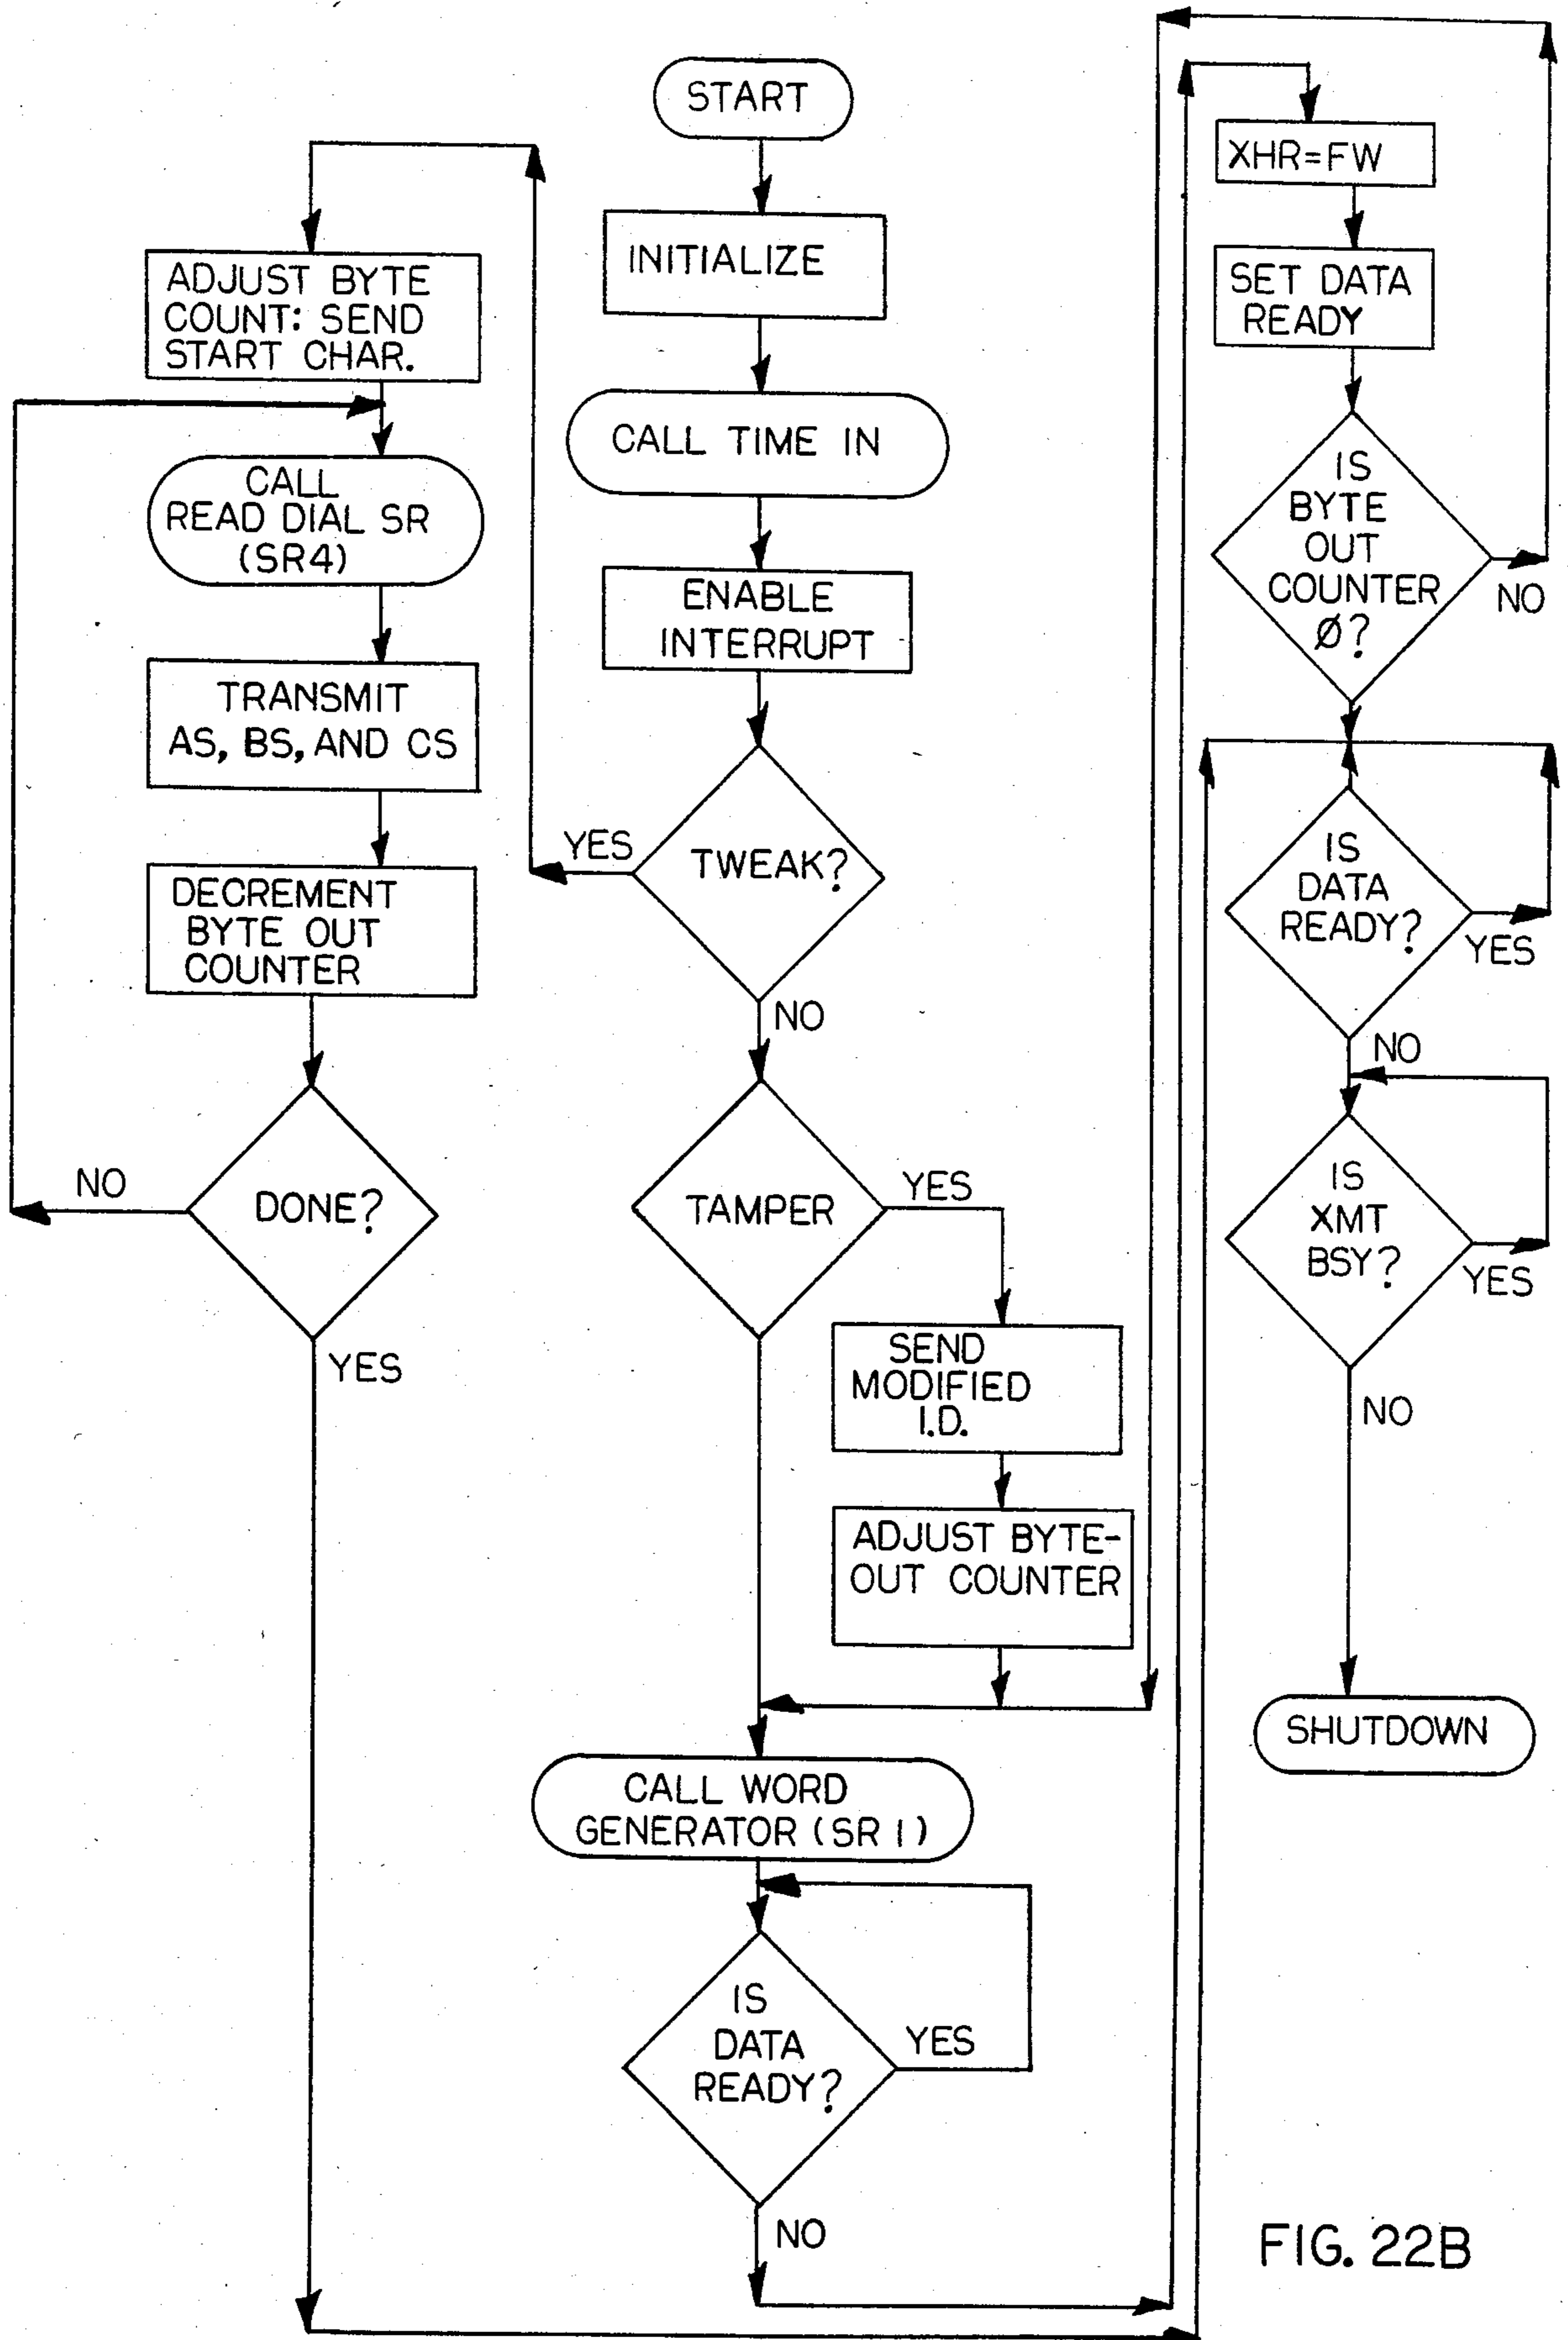 START
INITIALIZE
CALL TIME IN
ENABLE
INTERRUPT
TWEAK?
YES
NO
ADJUST BYTE
COUNT: SEND
START CHAR.
CALL
READ DIAL SR
(SR4)
TRANSMIT
AS, BS, AND CS
DECREMENT
BYTE OUT
COUNTER
DONE?
NO
YES
TAMPER
YES
SEND
MODIFIED
I.D.
ADJUST BYTE-
OUT COUNTER
CALL WORD
GENERATOR (SR 1)
IS
DATA
READY?
YES
NO
XHR=FW
SET DATA
READY
IS
BYTE
OUT
COUNTER
Ø?
NO
IS
DATA
READY?
YES
NO
IS
XMT
BSY?
YES
NO
SHUTDOWN
FIG. 22B